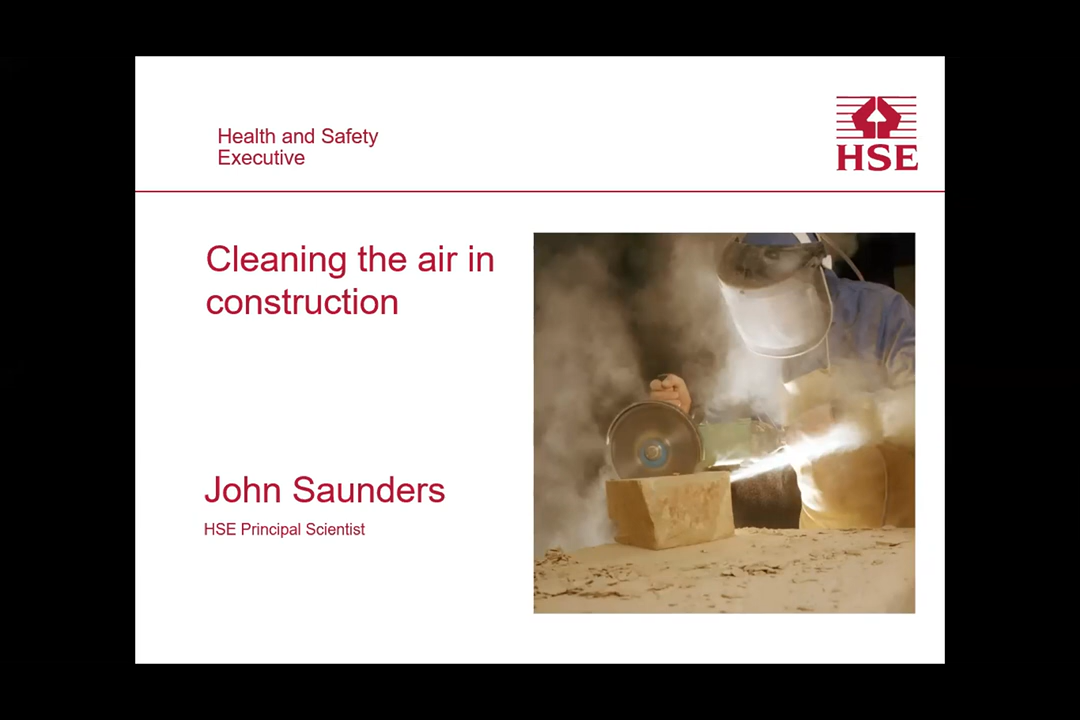 Health and Safety
Executive
HSE
Cleaning the air in
construction
John Saunders
HSE Principal Scientist